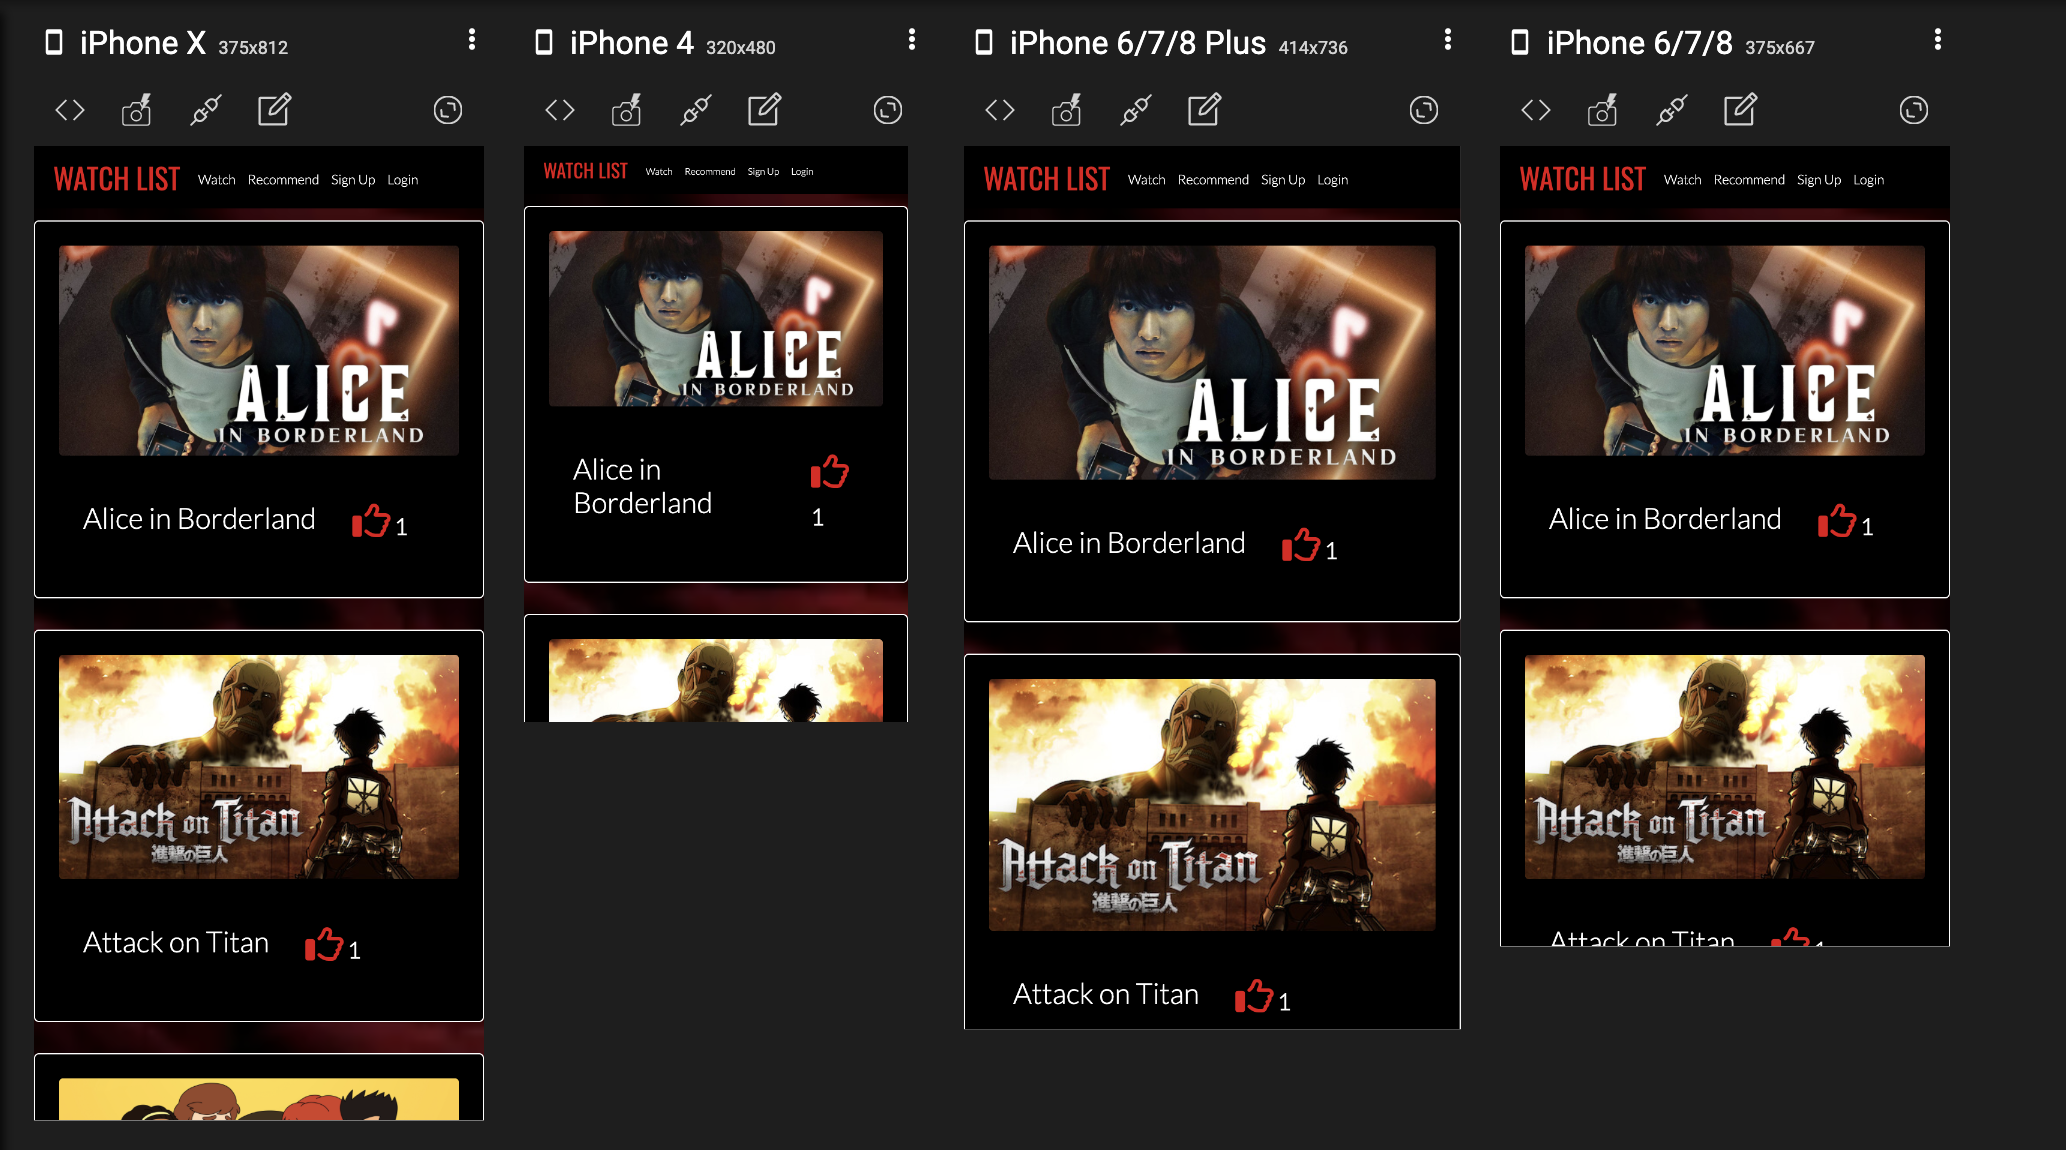 iPhone X 375x812
WATCH LIST Watch Recommend Sign Up Login
ALICE
IN BORDERLAND
Alice in Borderland 1
Attack on Titan
進撃の巨人
Attack on Titan 1
iPhone 4 320x480
WATCH LIST Watch Recommend Sign Up Login
ALICE
IN BORDERLAND
Alice in
Borderland
1
iPhone 6/7/8 Plus 414x736
WATCH LIST Watch Recommend Sign Up Login
ALICE
IN BORDERLAND
Alice in Borderland 1
Attack on Titan
進撃の巨人
Attack on Titan 1
iPhone 6/7/8 375x667
WATCH LIST Watch Recommend Sign Up Login
ALICE
IN BORDERLAND
Alice in Borderland 1
Attack on Titan
進撃の巨人
Attack on Titan 1